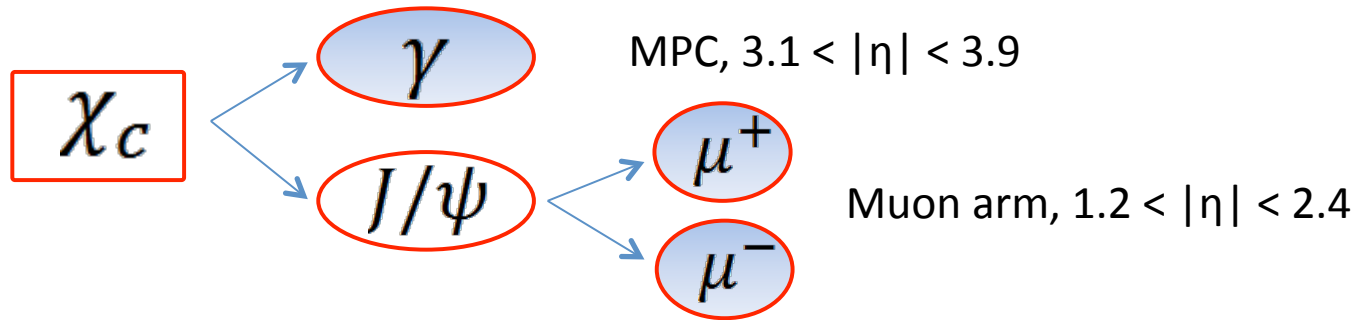 γ MPC, 3.1 < |η| < 3.9
χc
μ+
J/ψ Muon arm, 1.2 < |η| < 2.4
μ−